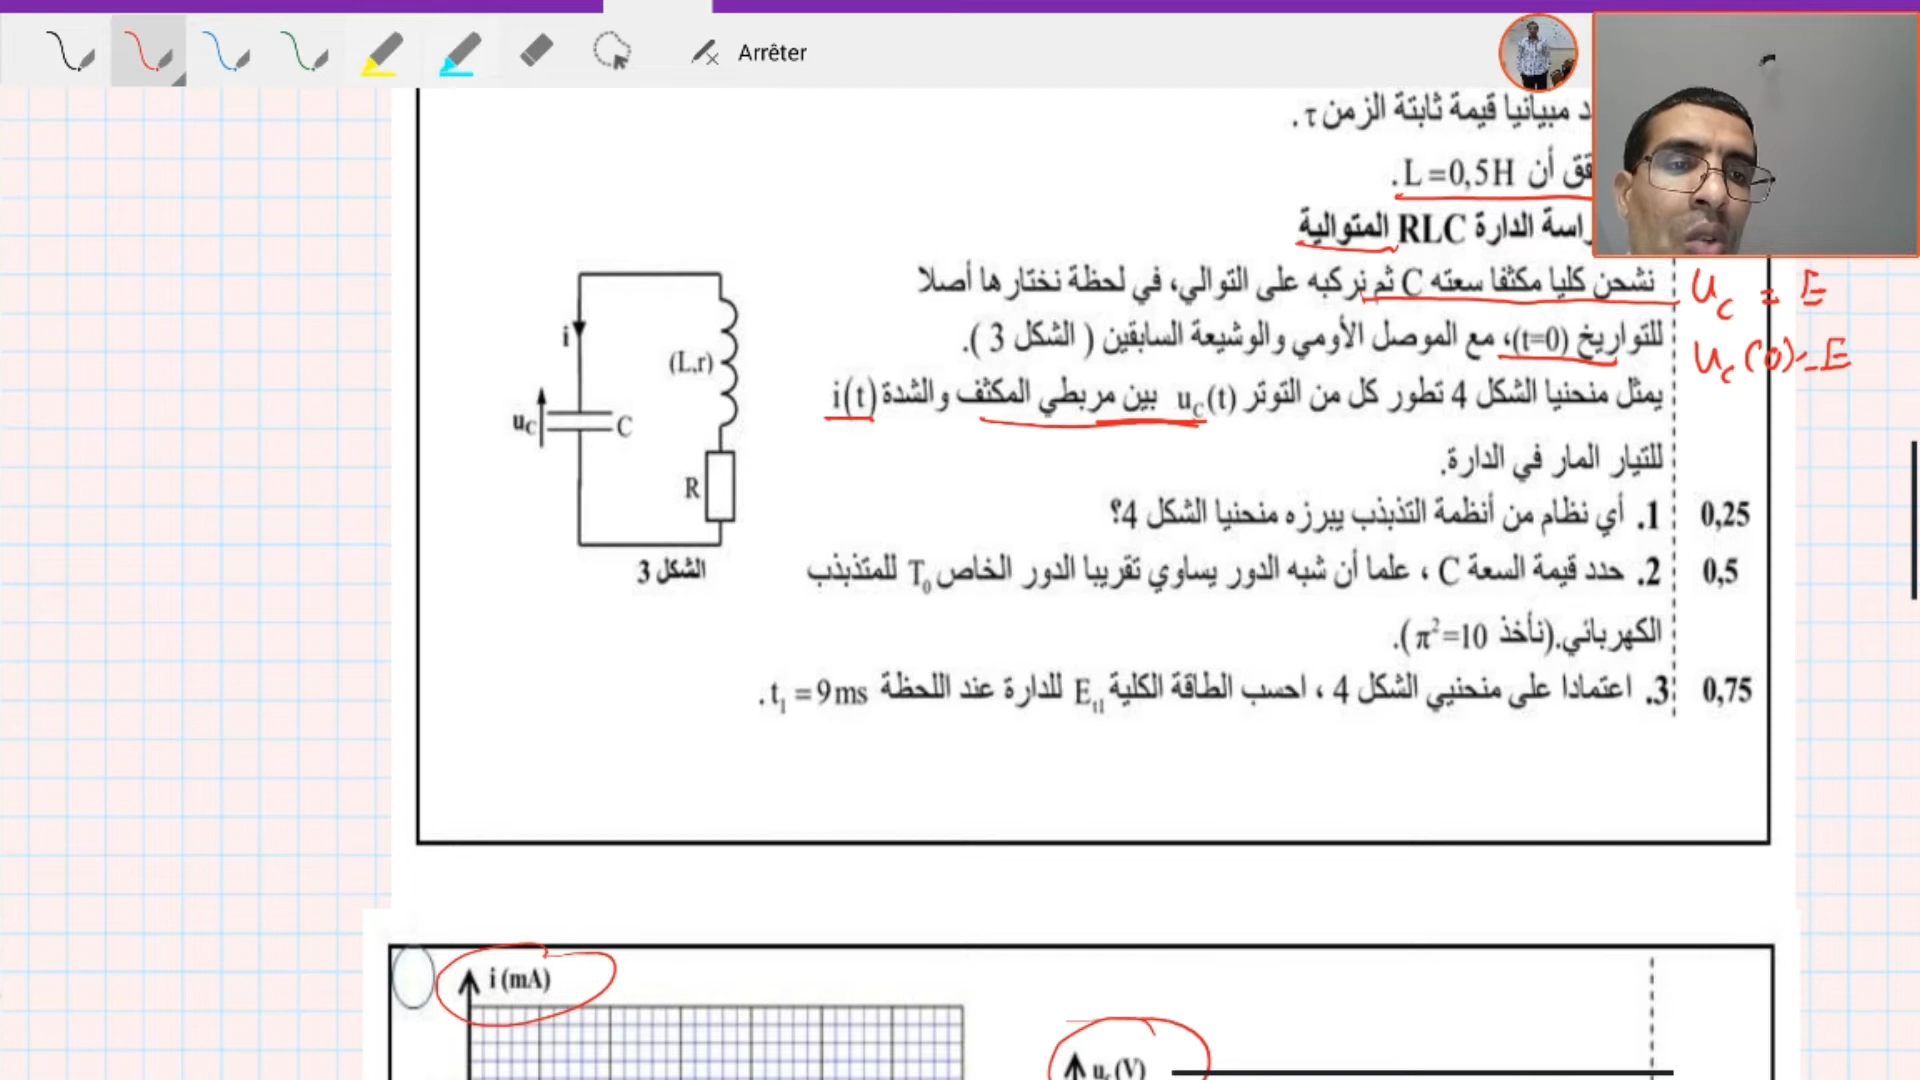 Arrêter
مبيانيا قيمة ثابتة الزمن τ.
أن L=0,5H.
الدارة RLC المتوالية
نشحن كليا مكثفا سعته C ثم نركبه على التوالي، في لحظة نختارها أصلا
للتواريخ (t=0)، مع الموصل الأومي والوشيعة السابقين ( الشكل 3 ).
يمثل منحنيا الشكل 4 تطور كل من التوتر u_C(t) بين مربطي المكثف والشدة i(t)
للتيار المار في الدارة.
0,25 1. أي نظام من أنظمة التذبذب يبرزه منحنيا الشكل 4؟
0,5 2. حدد قيمة السعة C ، علما أن شبه الدور يساوي تقريبا الدور الخاص T₀ للمتذبذب
الكهربائي.(نأخذ π²=10).
0,75 3. اعتمادا على منحنيي الشكل 4 ، احسب الطاقة الكلية E_t1 للدارة عند اللحظة t₁ = 9ms .
u_C = E
u_C (0) = E
i
(L,r)
u_C
C
R
الشكل 3
i (mA)
u_C (V)